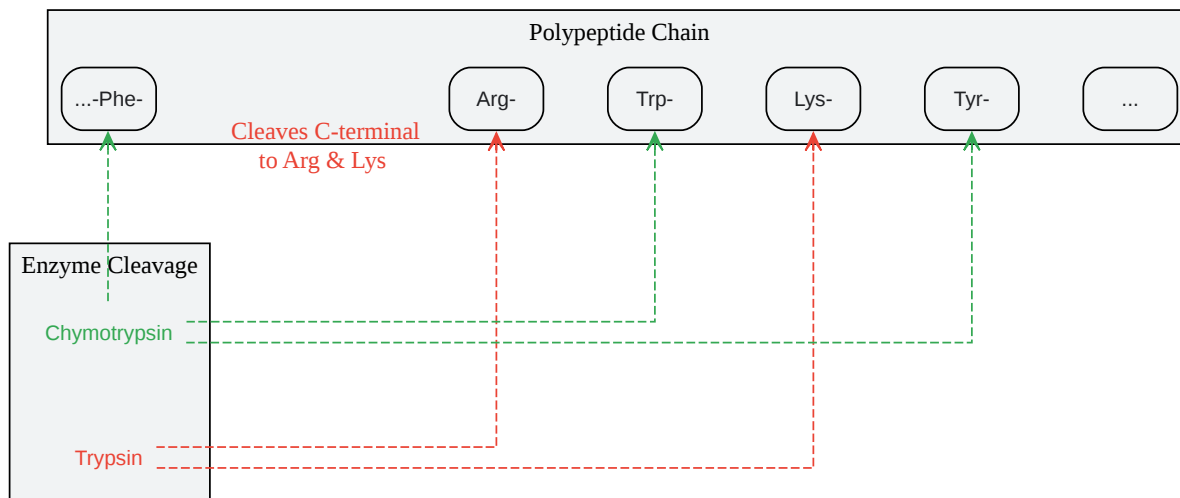 Polypeptide Chain
...-Phe-
Arg-
Trp-
Lys-
Tyr-
...
Cleaves C-terminal
to Arg & Lys
Enzyme Cleavage
Chymotrypsin
Trypsin